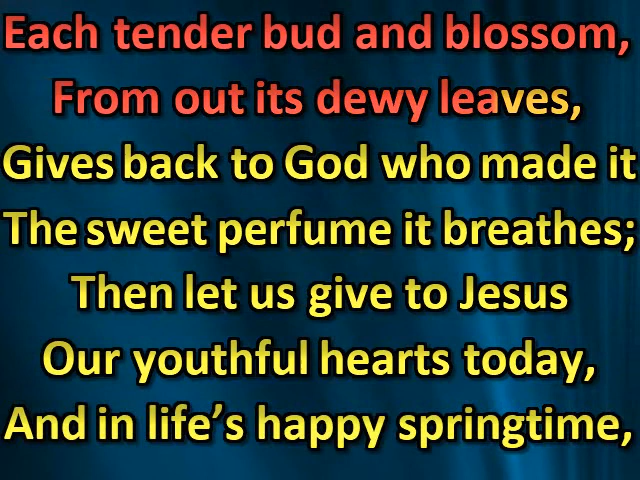 Each tender bud and blossom,
From out its dewy leaves,
Gives back to God who made it
The sweet perfume it breathes;
Then let us give to Jesus
Our youthful hearts today,
And in life’s happy springtime,